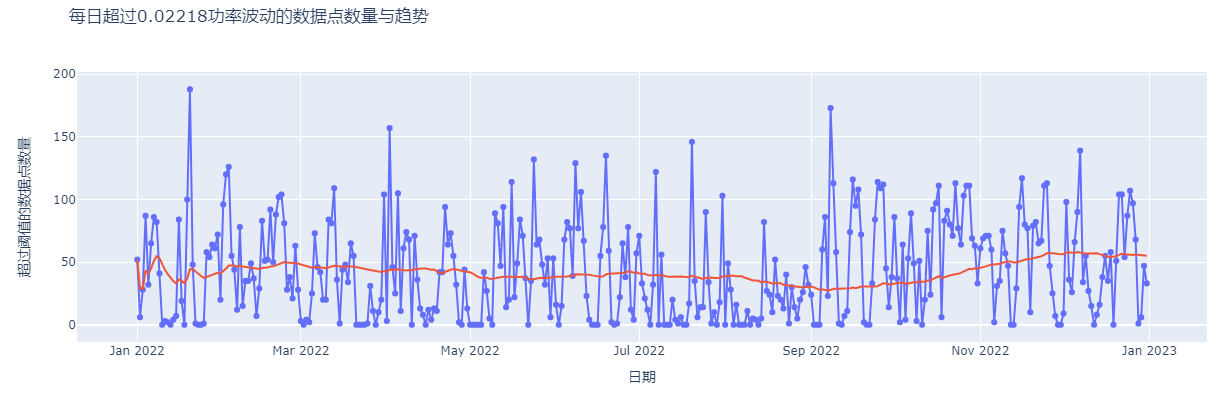 每日超过0.02218功率波动的数据点数量与趋势
超过阈值的数据点数量
200
150
100
50
0
Jan 2022
Mar 2022
May 2022
Jul 2022
Sep 2022
Nov 2022
Jan 2023
日期